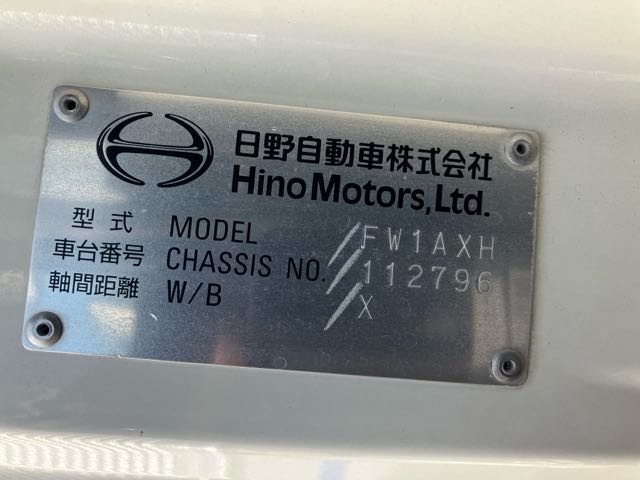 日野自動車株式会社
Hino Motors, Ltd.
型式 MODEL FW1AXH
車台番号 CHASSIS NO. 112796
軸間距離 W/B X